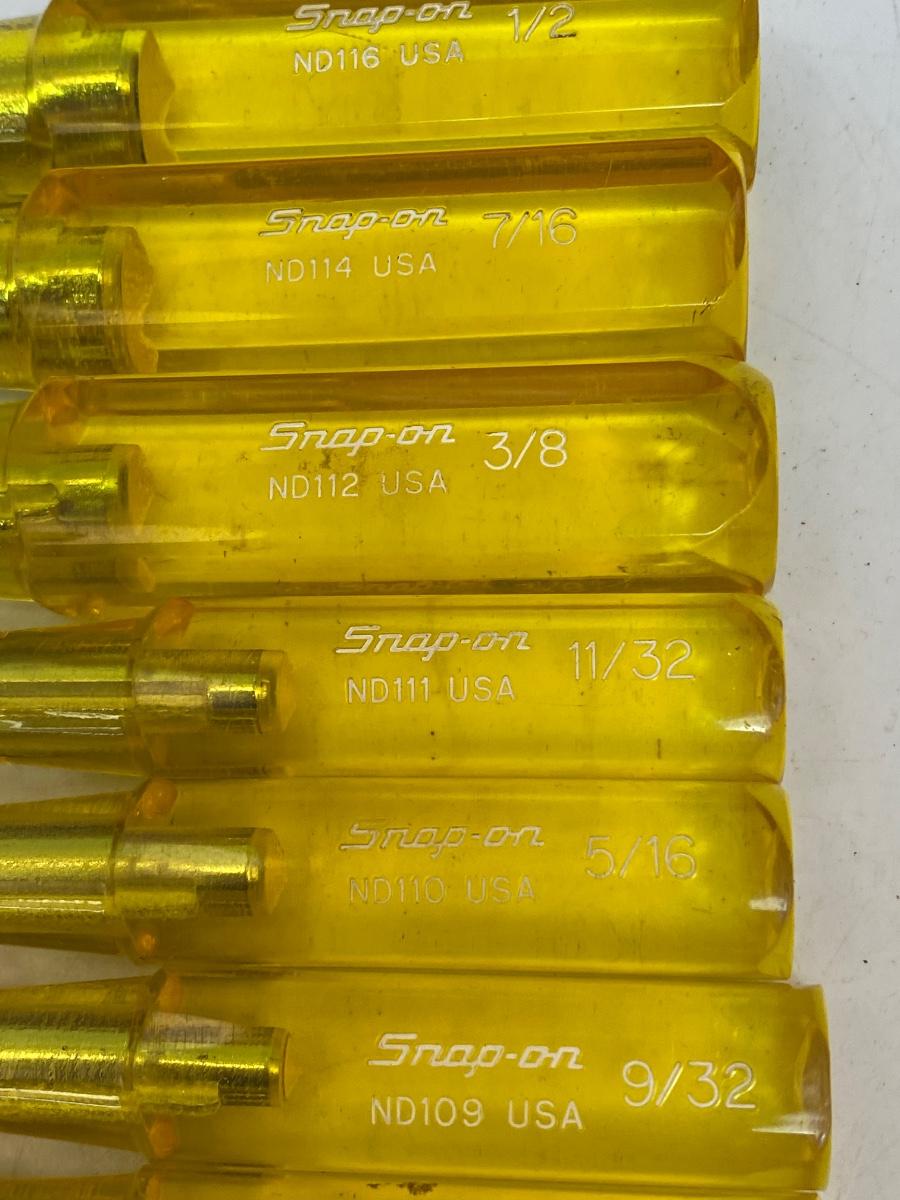 Snap-on 1/2
ND116 USA
Snap-on 7/16
ND114 USA
Snap-on 3/8
ND112 USA
Snap-on 11/32
ND111 USA
Snap-on 5/16
ND110 USA
Snap-on 9/32
ND109 USA